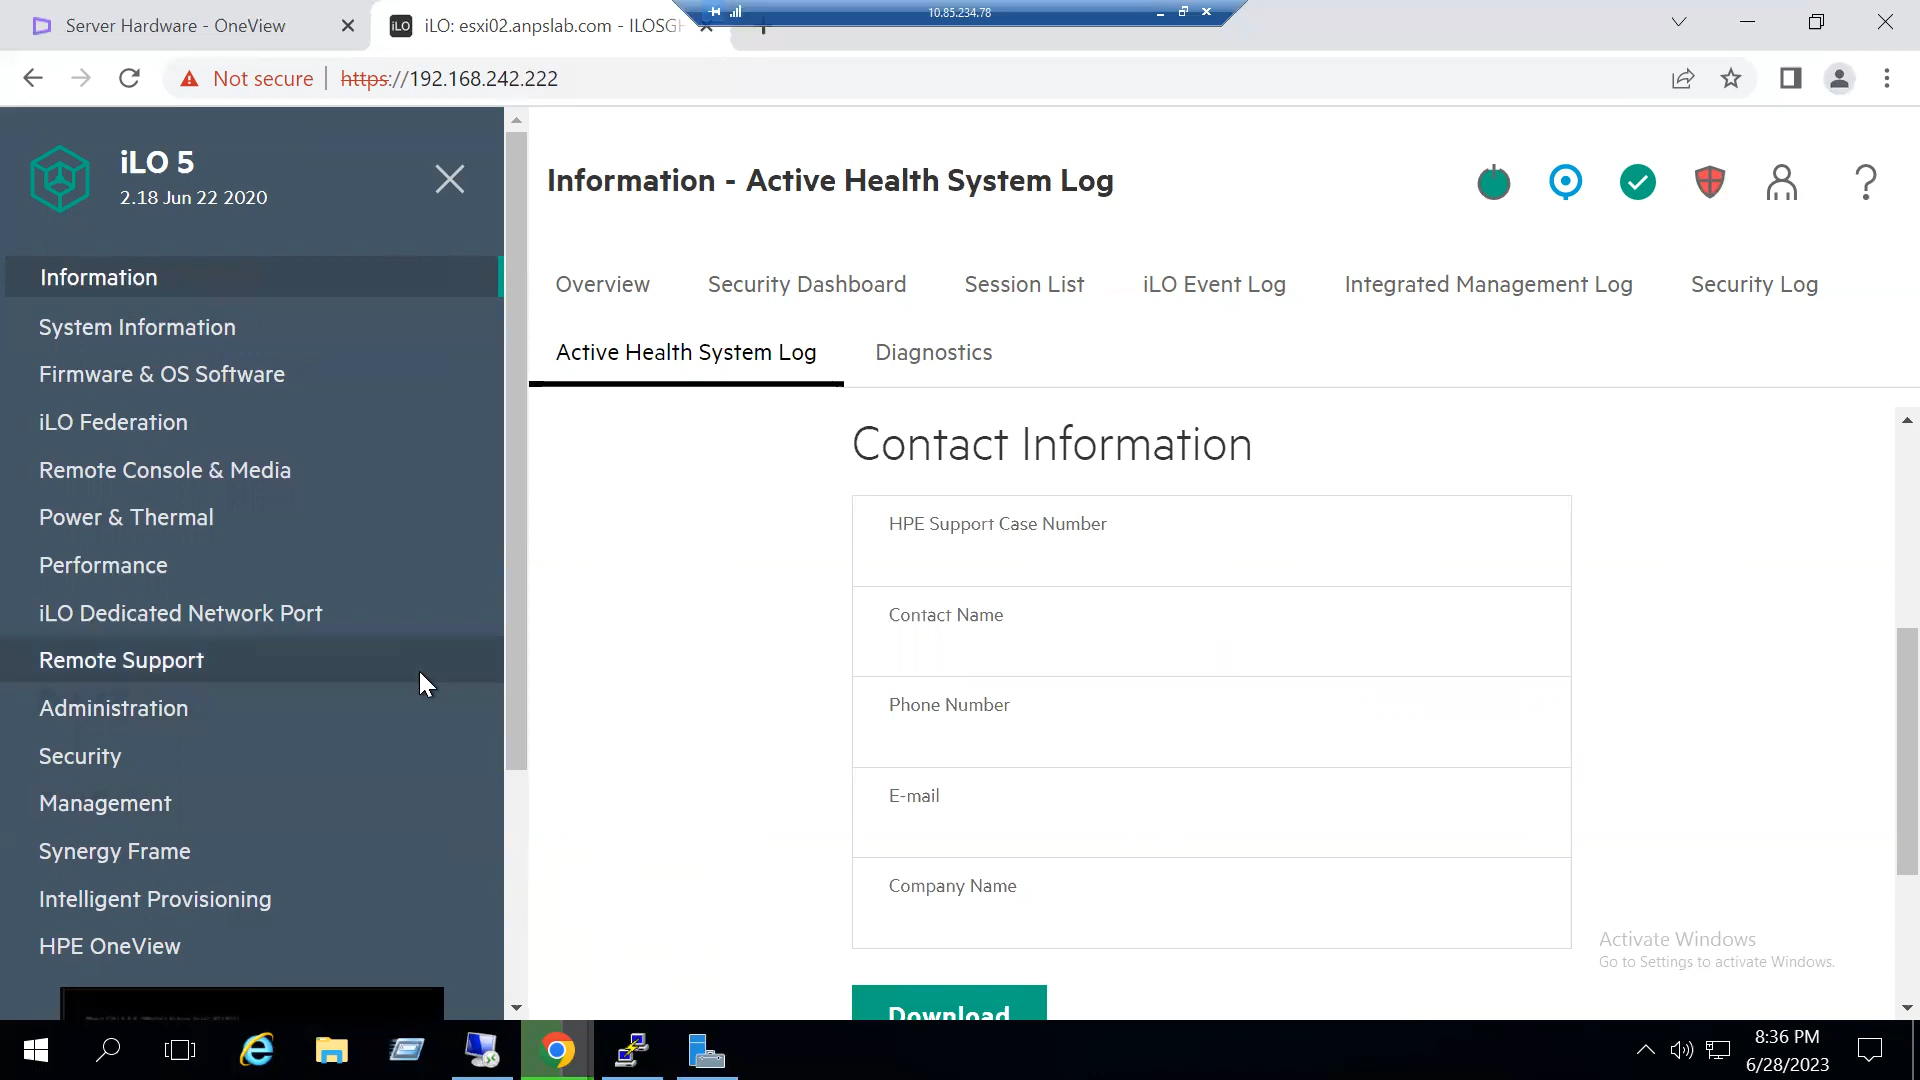 Server Hardware - OneView
iLO
iLO: esxi02.anpslab.com - ILOSGH
10.85.234.78
Not secure
https://192.168.242.222
iLO 5
2.18 Jun 22 2020
Information
System Information
Firmware & OS Software
iLO Federation
Remote Console & Media
Power & Thermal
Performance
iLO Dedicated Network Port
Remote Support
Administration
Security
Management
Synergy Frame
Intelligent Provisioning
HPE OneView
Information - Active Health System Log
Overview
Security Dashboard
Session List
iLO Event Log
Integrated Management Log
Security Log
Active Health System Log
Diagnostics
Contact Information
HPE Support Case Number
Contact Name
Phone Number
E-mail
Company Name
Download
Activate Windows
Go to Settings to activate Windows.
8:36 PM
6/28/2023